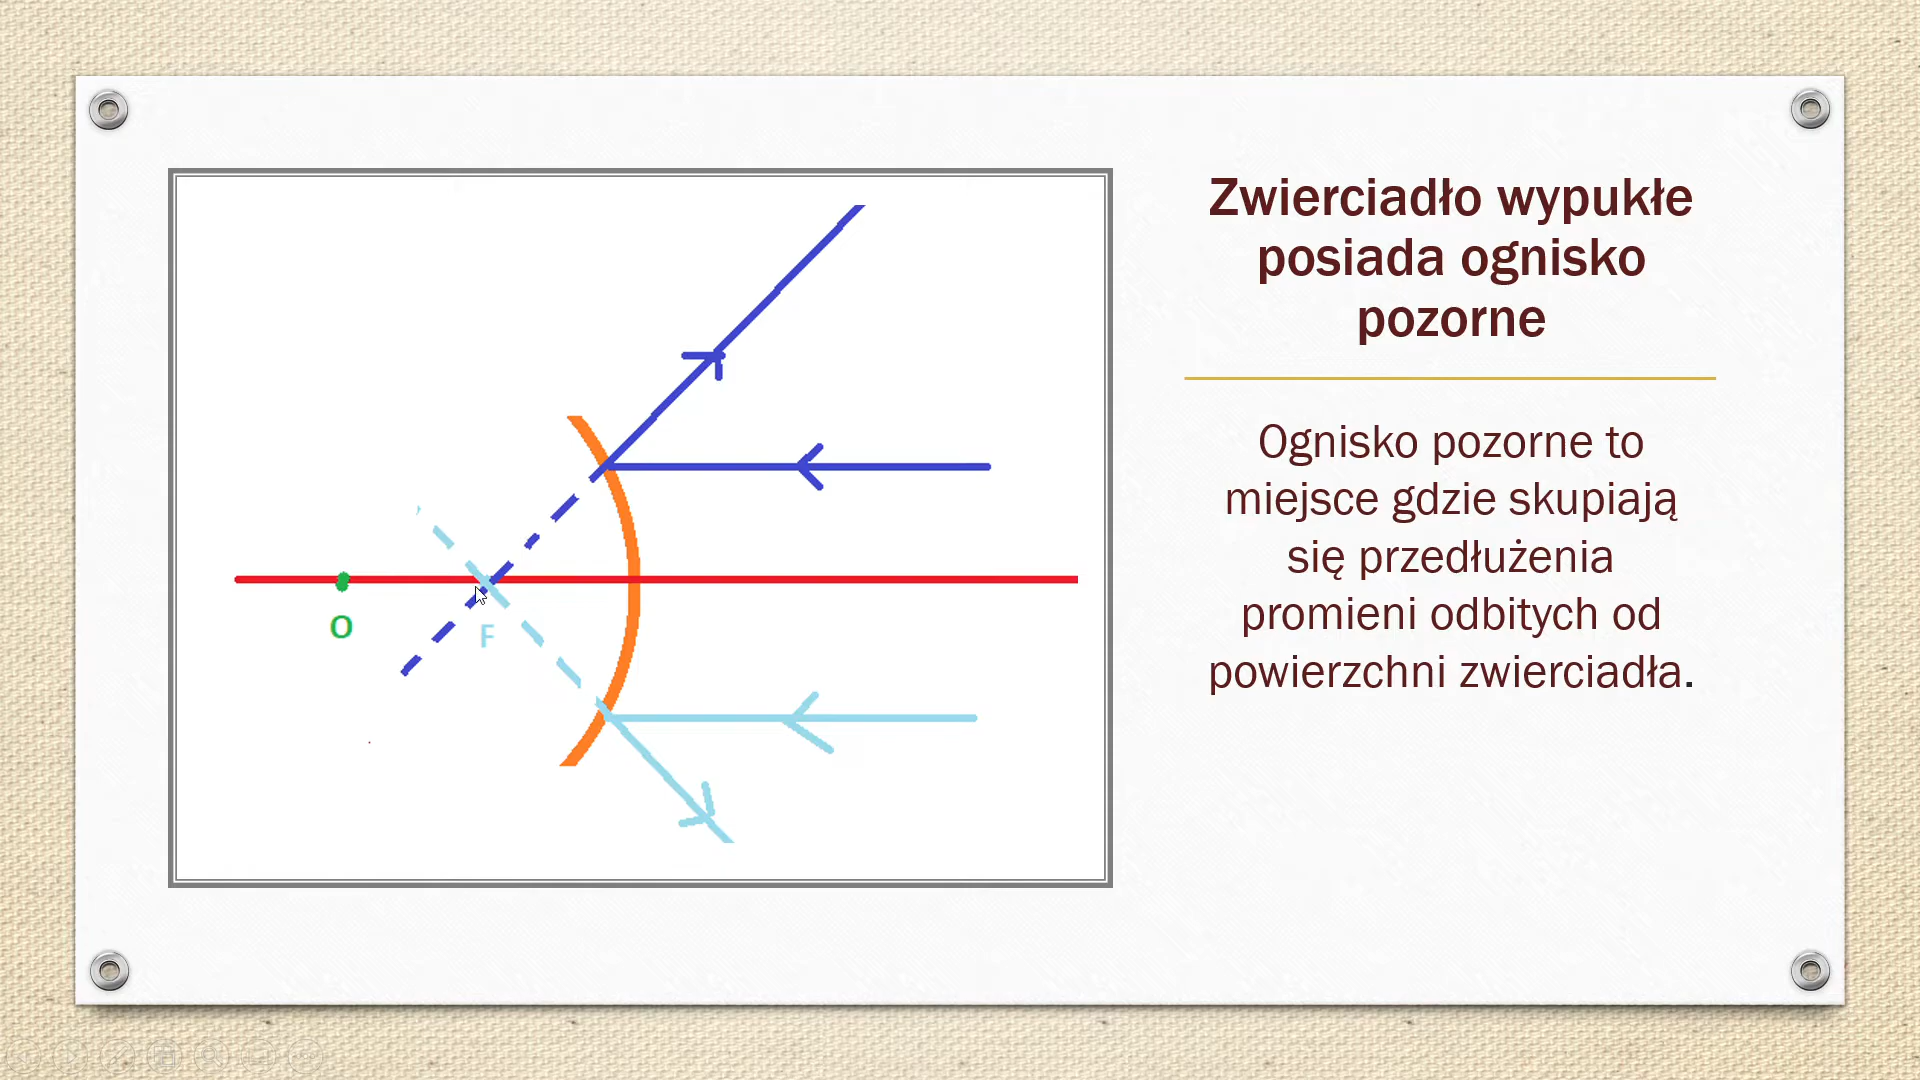 Zwierciadło wypukłe
posiada ognisko
pozorne
Ognisko pozorne to
miejsce gdzie skupiają
się przedłużenia
promieni odbitych od
powierzchni zwierciadła.
O
F